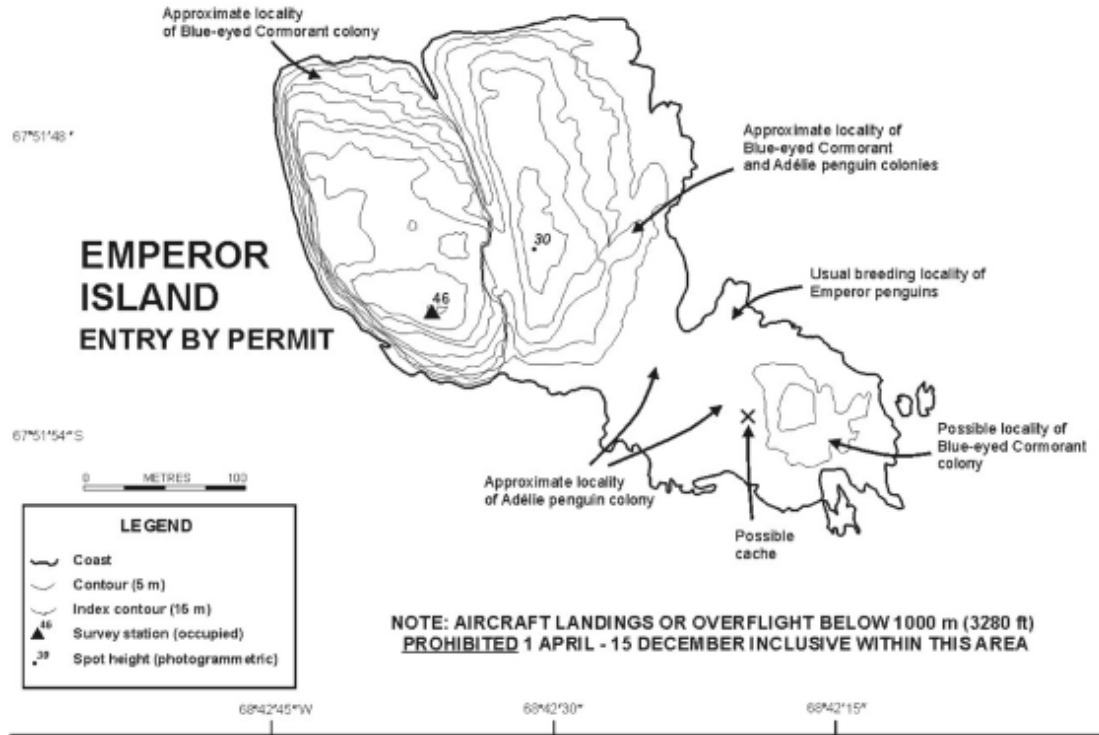 Approximate locality
of Blue-eyed Cormorant colony
67°51'48"
Approximate locality of
Blue-eyed Cormorant
and Adélie penguin colonies
30
EMPEROR
ISLAND
ENTRY BY PERMIT
Usual breeding locality of
Emperor penguins
46
67°51'54"S
Possible locality of
Blue-eyed Cormorant
colony
0 METRES 100
Approximate locality
of Adélie penguin colony
Possible
cache
LEGEND
Coast
Contour (5 m)
Index contour (15 m)
46 Survey station (occupied)
39 Spot height (photogrammetric)
NOTE: AIRCRAFT LANDINGS OR OVERFLIGHT BELOW 1000 m (3280 ft)
PROHIBITED 1 APRIL - 15 DECEMBER INCLUSIVE WITHIN THIS AREA
68°42'45"W
68°42'30"
68°42'15"